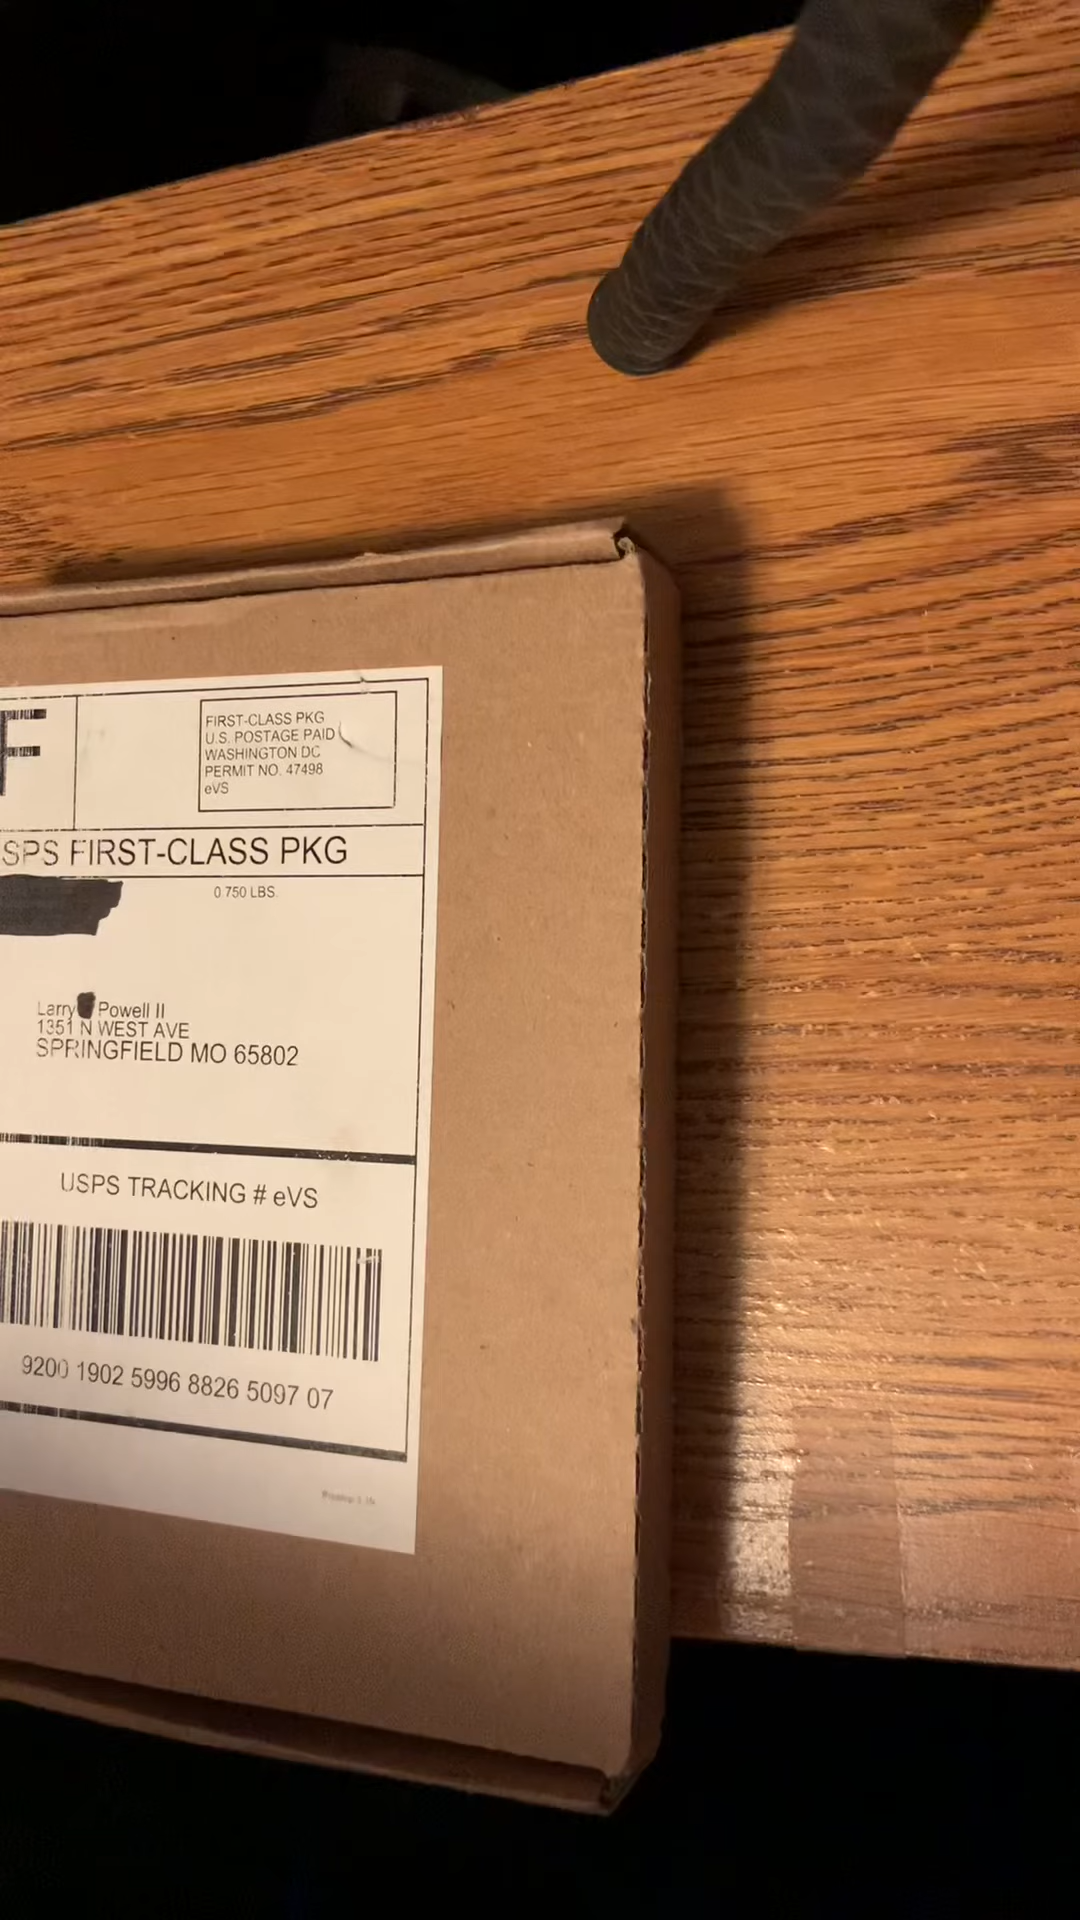 F
FIRST-CLASS PKG
U.S. POSTAGE PAID
WASHINGTON DC
PERMIT NO. 47498
eVS
SPS FIRST-CLASS PKG
0 750 LBS.
Larry Powell II
1351 N WEST AVE
SPRINGFIELD MO 65802
USPS TRACKING # eVS
9200 1902 5996 8826 5097 07